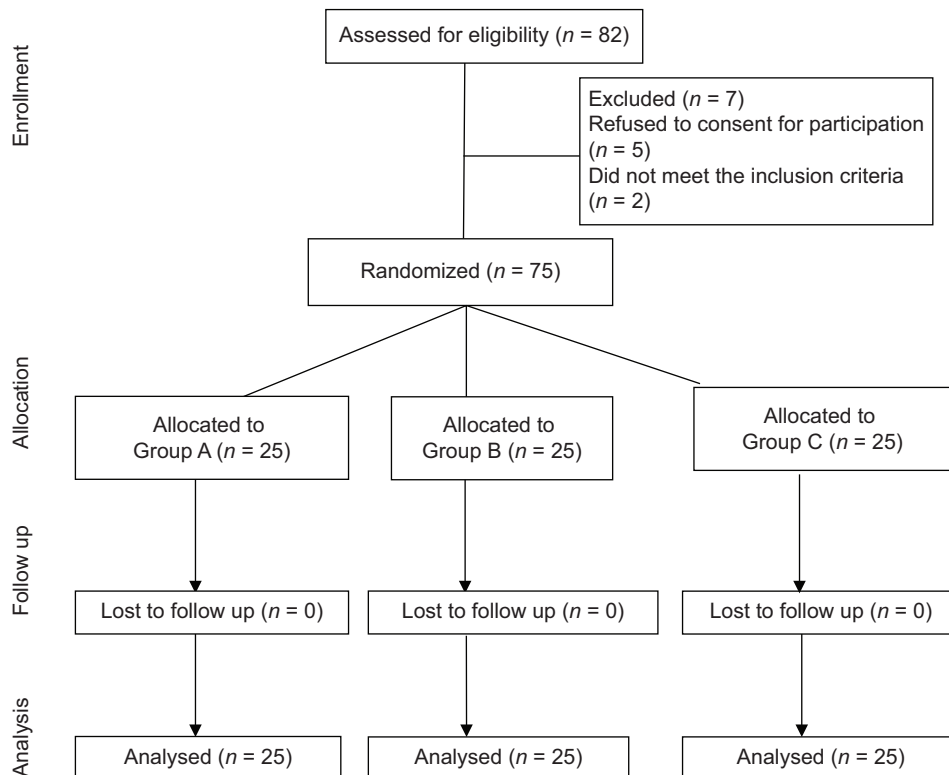 Enrollment
Assessed for eligibility (n = 82)
Excluded (n = 7)
Refused to consent for participation
(n = 5)
Did not meet the inclusion criteria
(n = 2)
Randomized (n = 75)
Allocation
Allocated to
Group A (n = 25)
Allocated to
Group B (n = 25)
Allocated to
Group C (n = 25)
Follow up
Lost to follow up (n = 0)
Lost to follow up (n = 0)
Lost to follow up (n = 0)
Analysis
Analysed (n = 25)
Analysed (n = 25)
Analysed (n = 25)